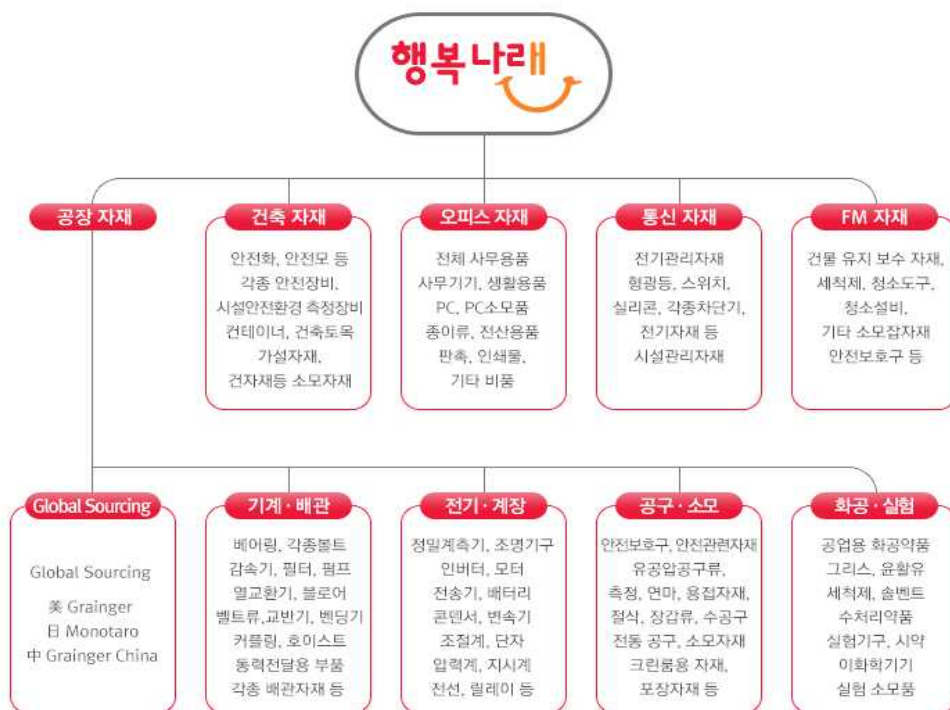 행복나래
공장 자재
건축 자재
안전화, 안전모 등
각종 안전장비,
시설안전환경 측정장비
컨테이너, 건축토목
가설자재,
건자재등 소모자재
오피스 자재
전체 사무용품
사무기기, 생활용품
PC, PC소모품
종이류, 전산용품
판촉, 인쇄물,
기타 비품
통신 자재
전기관리자재
형광등, 스위치,
실리콘, 각종차단기,
전기자재 등
시설관리자재
FM 자재
건물 유지 보수 자재,
세척제, 청소도구,
청소설비,
기타 소모잡자재
안전보호구 등
Global Sourcing
Global Sourcing
美 Grainger
日 Monotaro
中 Grainger China
기계·배관
베어링, 각종볼트
감속기, 필터, 펌프
열교환기, 블로어
벨트류,교반기, 벤딩기
커플링, 호이스트
동력전달용 부품
각종 배관자재 등
전기·계장
정밀계측기, 조명기구
인버터, 모터
전송기, 배터리
콘덴서, 변속기
조절계, 단자
압력계, 지시계
전선, 릴레이 등
공구·소모
안전보호구, 안전관련자재
유공압공구류,
측정, 연마, 용접자재,
절삭, 장갑류, 수공구
전동 공구, 소모자재
크린룸용 자재,
포장자재 등
화공·실험
공업용 화공약품
그리스, 윤활유
세척제, 솔벤트
수처리약품
실험기구, 시약
이화학기기
실험 소모품